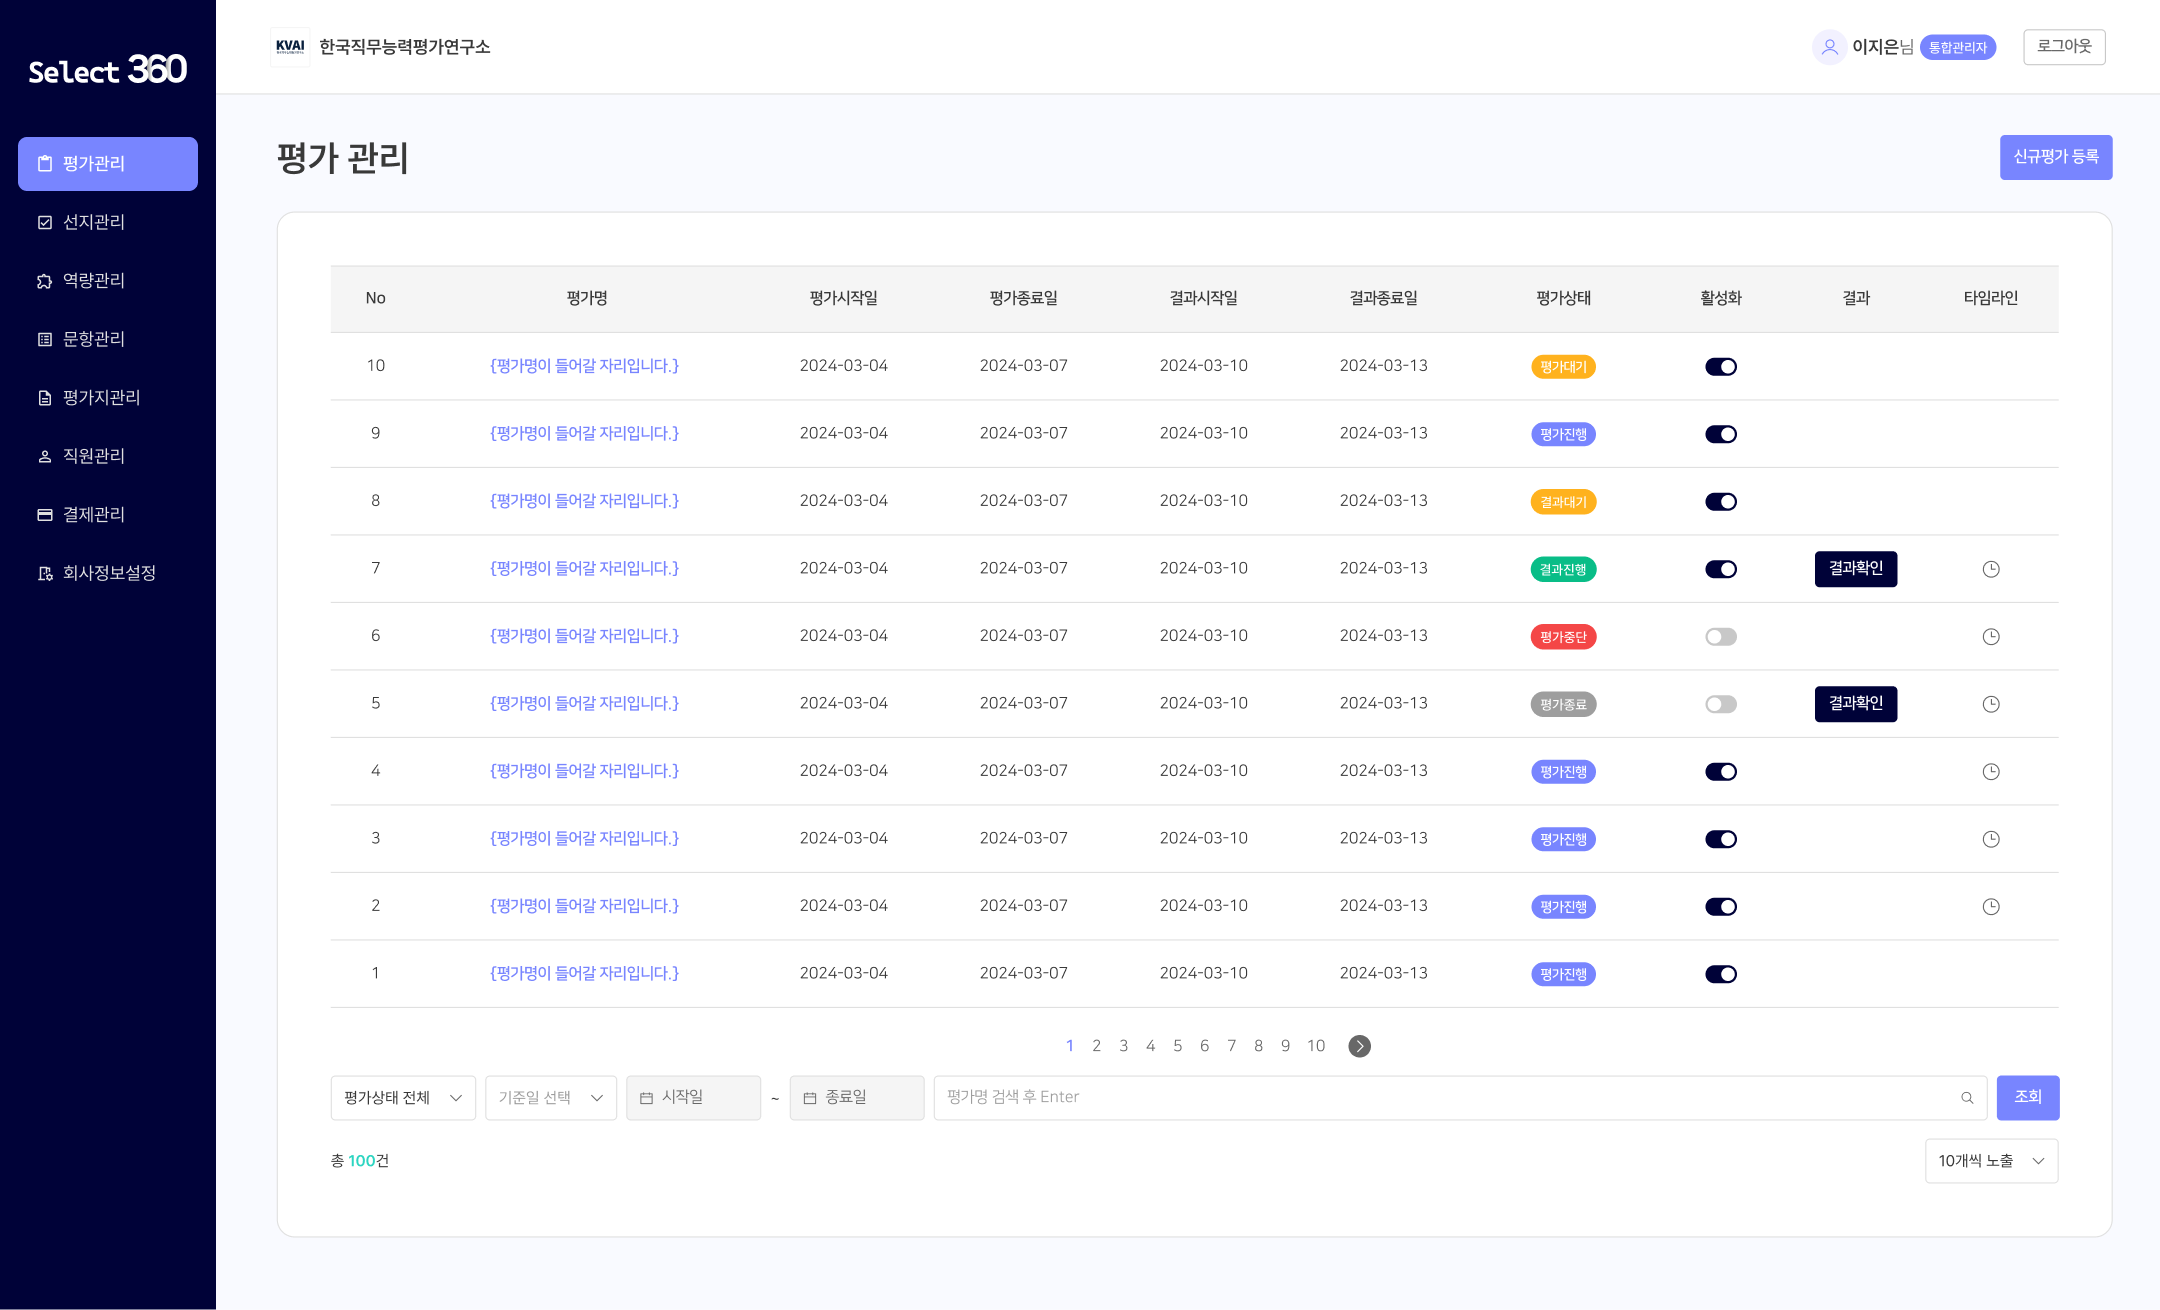 Select 360
평가관리
선지관리
역량관리
문항관리
평가지관리
직원관리
결제관리
회사정보설정
KVAI 한국직무능력평가연구소
이지은님 통합관리자 로그아웃
평가 관리
신규평가 등록
No 평가명 평가시작일 평가종료일 결과시작일 결과종료일 평가상태 활성화 결과 타임라인
10 {평가명이 들어갈 자리입니다.} 2024-03-04 2024-03-07 2024-03-10 2024-03-13 평가대기
9 {평가명이 들어갈 자리입니다.} 2024-03-04 2024-03-07 2024-03-10 2024-03-13 평가진행
8 {평가명이 들어갈 자리입니다.} 2024-03-04 2024-03-07 2024-03-10 2024-03-13 결과대기
7 {평가명이 들어갈 자리입니다.} 2024-03-04 2024-03-07 2024-03-10 2024-03-13 결과진행 결과확인
6 {평가명이 들어갈 자리입니다.} 2024-03-04 2024-03-07 2024-03-10 2024-03-13 평가중단
5 {평가명이 들어갈 자리입니다.} 2024-03-04 2024-03-07 2024-03-10 2024-03-13 평가종료 결과확인
4 {평가명이 들어갈 자리입니다.} 2024-03-04 2024-03-07 2024-03-10 2024-03-13 평가진행
3 {평가명이 들어갈 자리입니다.} 2024-03-04 2024-03-07 2024-03-10 2024-03-13 평가진행
2 {평가명이 들어갈 자리입니다.} 2024-03-04 2024-03-07 2024-03-10 2024-03-13 평가진행
1 {평가명이 들어갈 자리입니다.} 2024-03-04 2024-03-07 2024-03-10 2024-03-13 평가진행
1 2 3 4 5 6 7 8 9 10
평가상태 전체 기준일 선택 시작일 ~ 종료일 평가명 검색 후 Enter 조회
총 100건 10개씩 노출